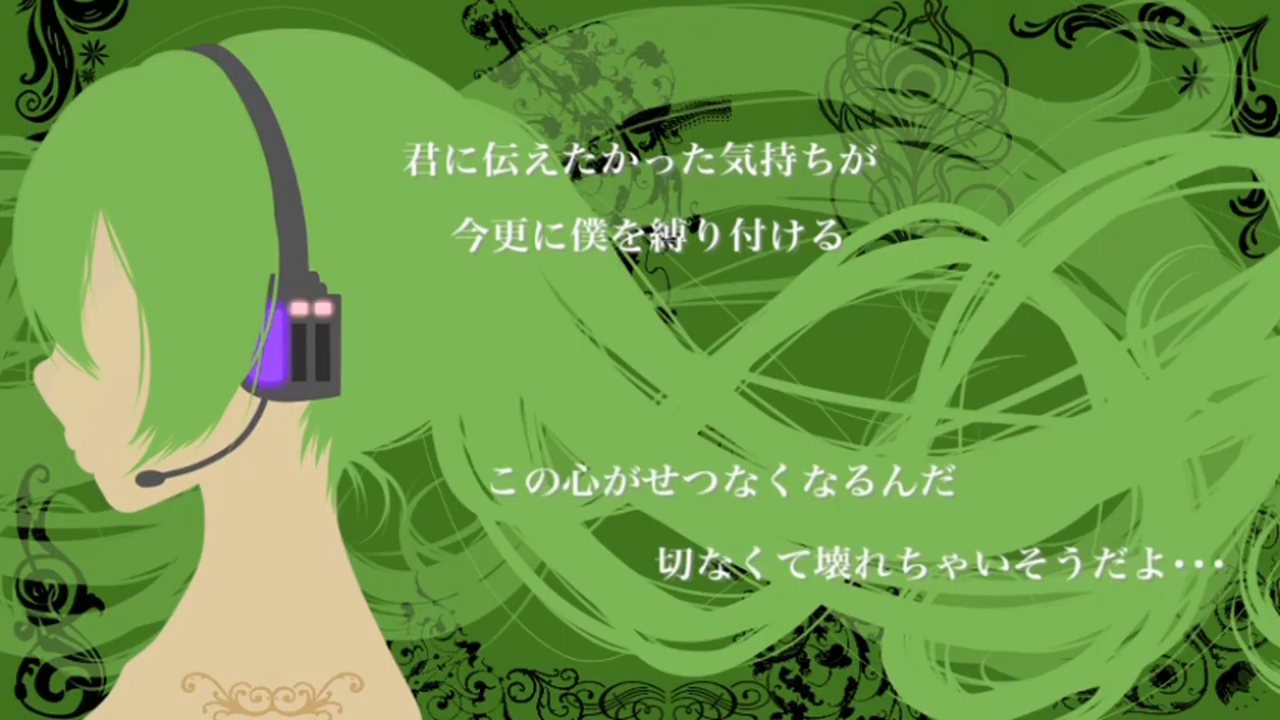 君に伝えたかった気持ちが
今更に僕を縛り付ける
この心がせつなくなるんだ
切なくて壊れちゃいそうだよ･･･